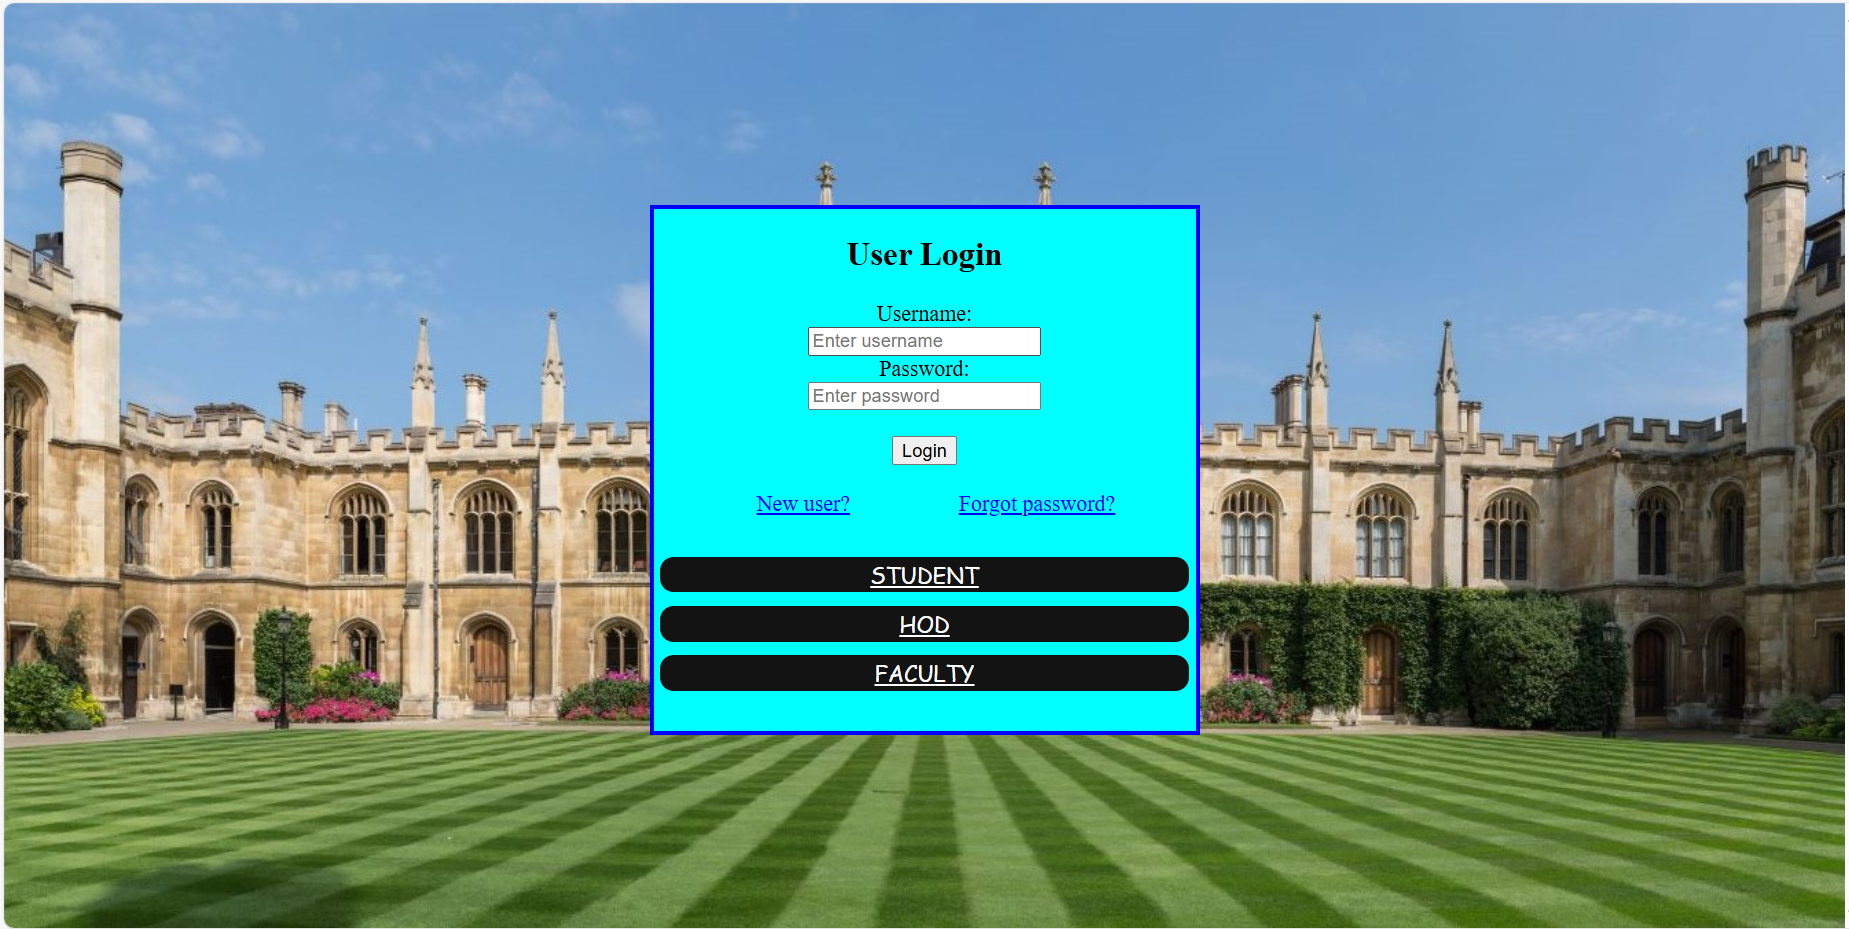 User Login
Username:
Enter username
Password:
Enter password
Login
New user? Forgot password?
STUDENT
HOD
FACULTY